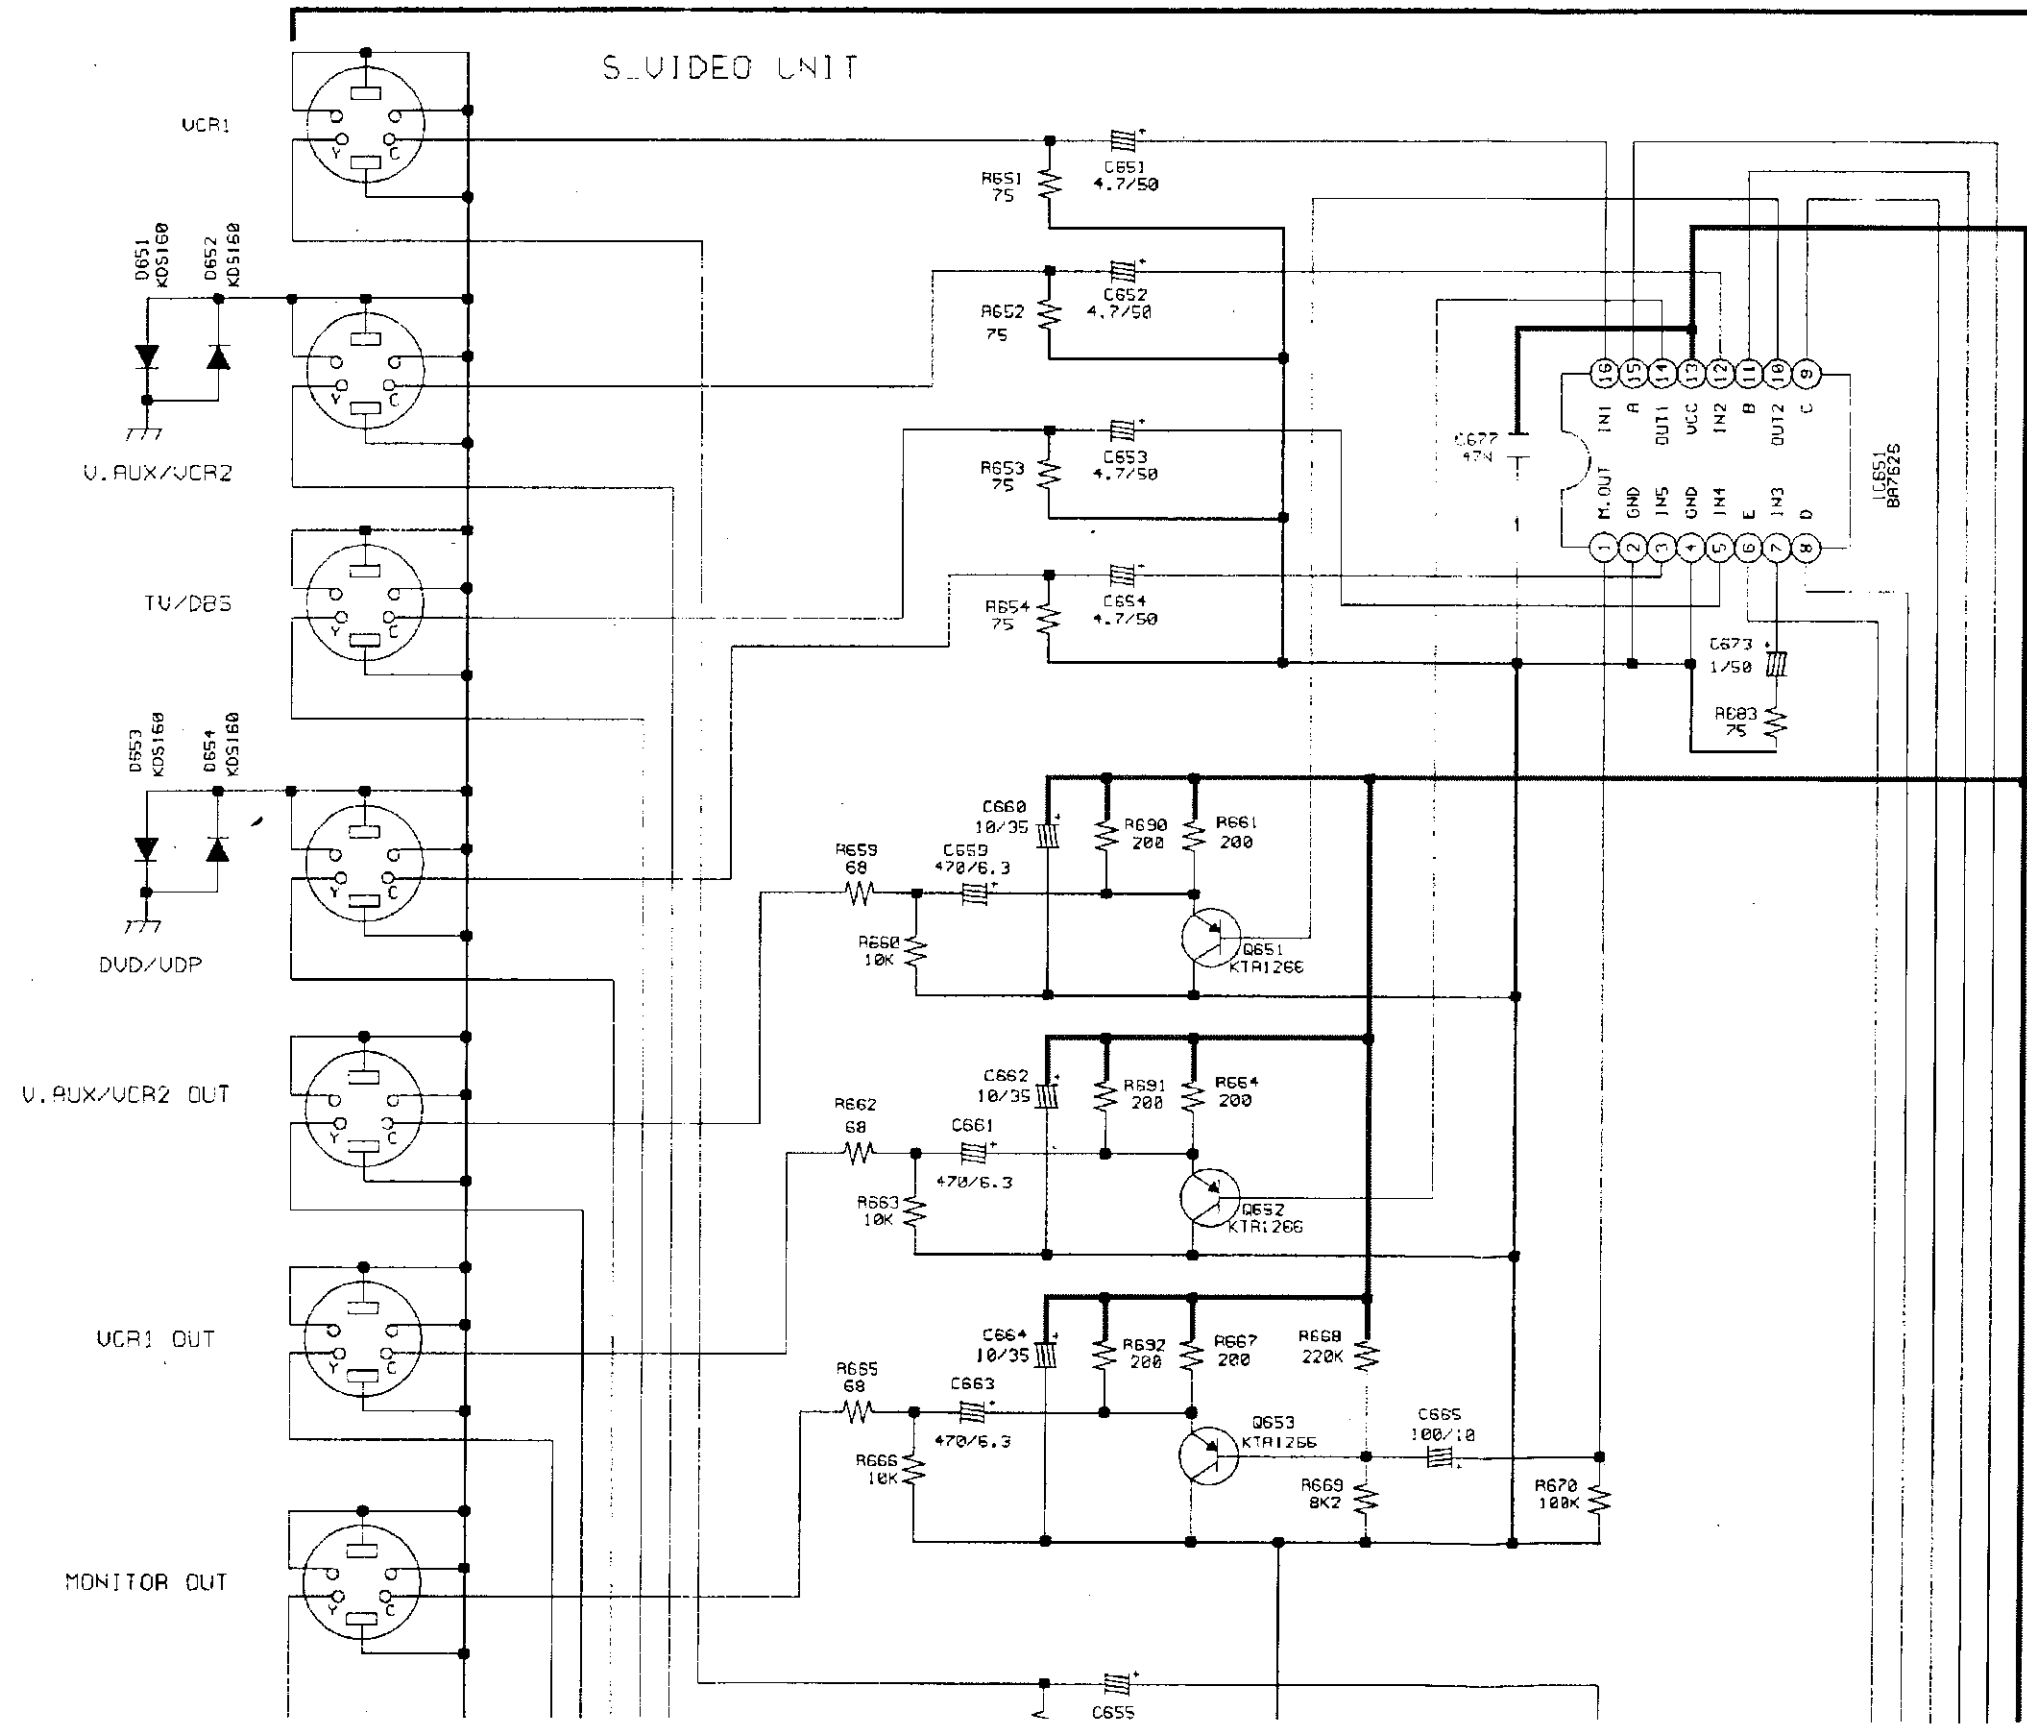 S_VIDEO UNIT
VCR1
Y
C
D651
KDS160
D652
KDS160
Y
C
V.AUX/VCR2
TV/DBS
Y
C
D653
KDS160
D654
KDS160
Y
C
DVD/VDP
V.AUX/VCR2 OUT
Y
C
VCR1 OUT
Y
C
MONITOR OUT
Y
C
R651
75
C651
4.7/50
+
R652
75
C652
4.7/50
+
R653
75
C653
4.7/50
+
R654
75
C654
4.7/50
+
C677
47N
16
15
14
13
12
11
10
9
IN1
A
OUT1
VCC
IN2
B
OUT2
C
M.OUT
GND
IN5
GND
IN4
E
IN3
D
1
2
3
4
5
6
7
8
IC651
BA7626
C673
1/50
+
R683
75
C660
10/35
+
R690
200
R661
200
R659
68
C659
470/6.3
+
R660
10K
Q651
KTA1266
C662
10/35
+
R691
200
R664
200
R662
68
C661
470/6.3
+
R663
10K
Q652
KTA1266
C664
10/35
+
R692
200
R667
200
R668
220K
R665
68
C663
470/6.3
+
R666
10K
Q653
KTA1266
C665
100/10
+
R669
8K2
R670
100K
C655
+